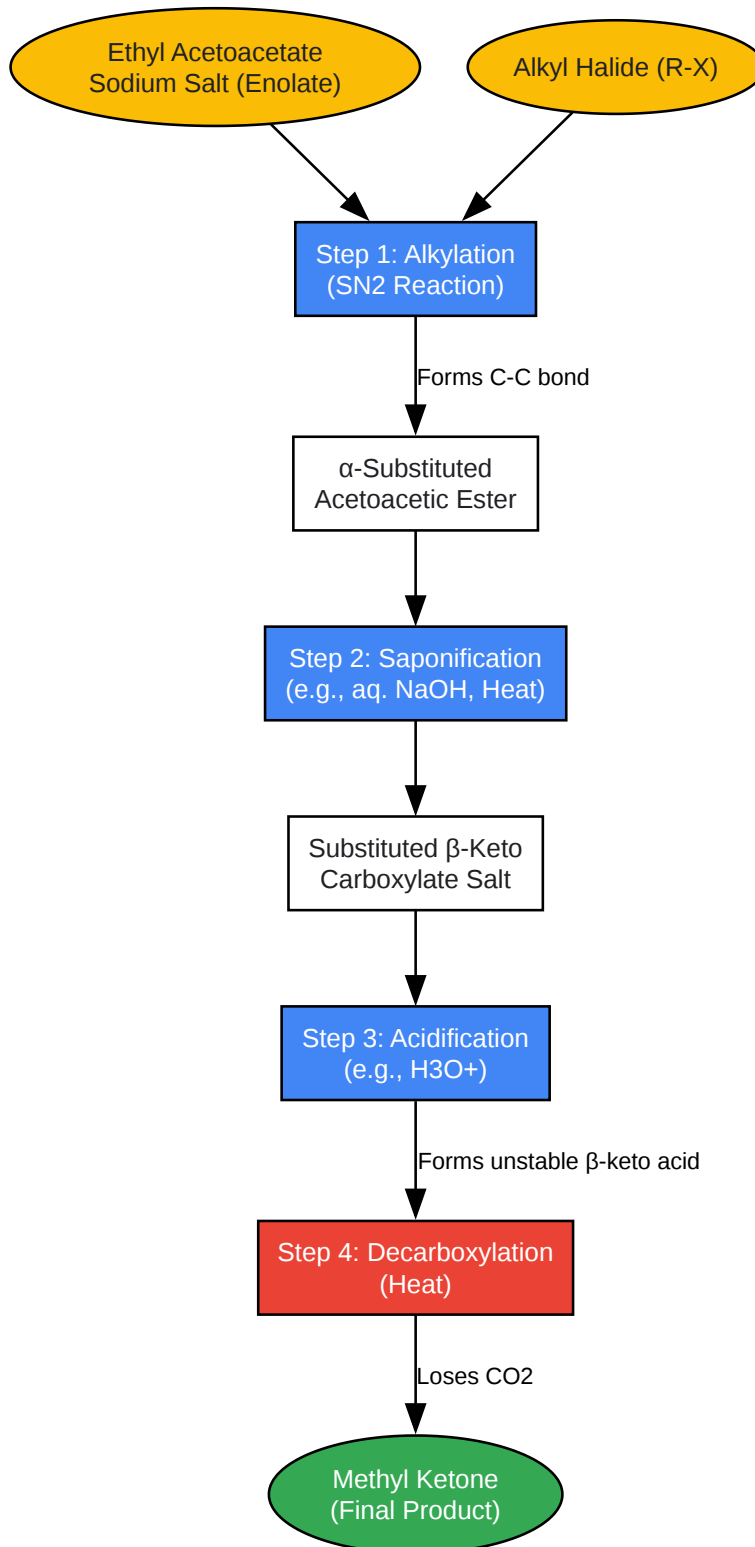 Ethyl Acetoacetate
Sodium Salt (Enolate)
Alkyl Halide (R-X)
Step 1: Alkylation
(SN2 Reaction)
Forms C-C bond
α-Substituted
Acetoacetic Ester
Step 2: Saponification
(e.g., aq. NaOH, Heat)
Substituted β-Keto
Carboxylate Salt
Step 3: Acidification
(e.g., H3O+)
Forms unstable β-keto acid
Step 4: Decarboxylation
(Heat)
Loses CO2
Methyl Ketone
(Final Product)